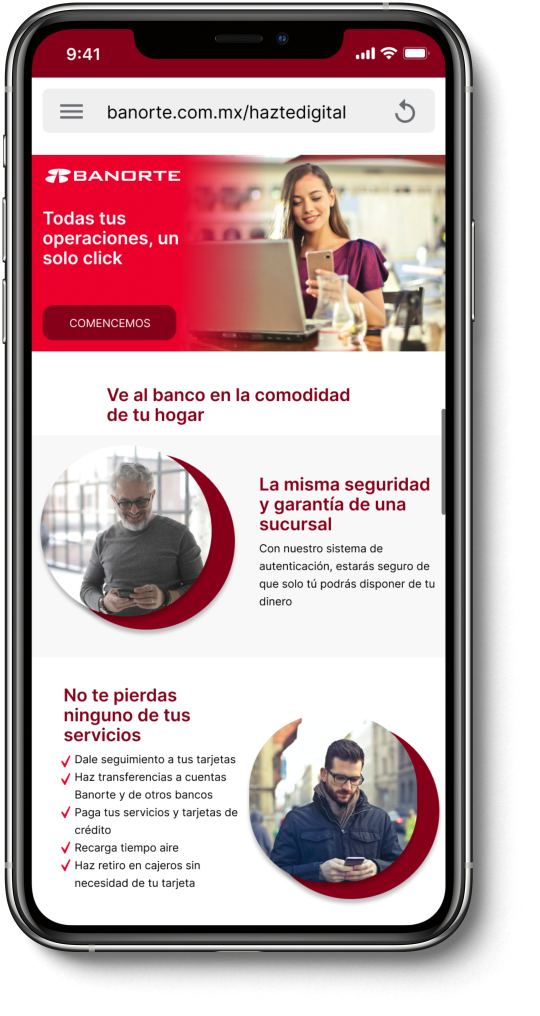 9:41
banorte.com.mx/haztedigital
BANORTE
Todas tus
operaciones, un
solo click
COMENCEMOS
Ve al banco en la comodidad
de tu hogar
La misma seguridad
y garantía de una
sucursal
Con nuestro sistema de
autenticación, estarás seguro de
que solo tú podrás disponer de tu
dinero
No te pierdas
ninguno de tus
servicios
Dale seguimiento a tus tarjetas
Haz transferencias a cuentas
Banorte y de otros bancos
Paga tus servicios y tarjetas de
crédito
Recarga tiempo aire
Haz retiro en cajeros sin
necesidad de tu tarjeta